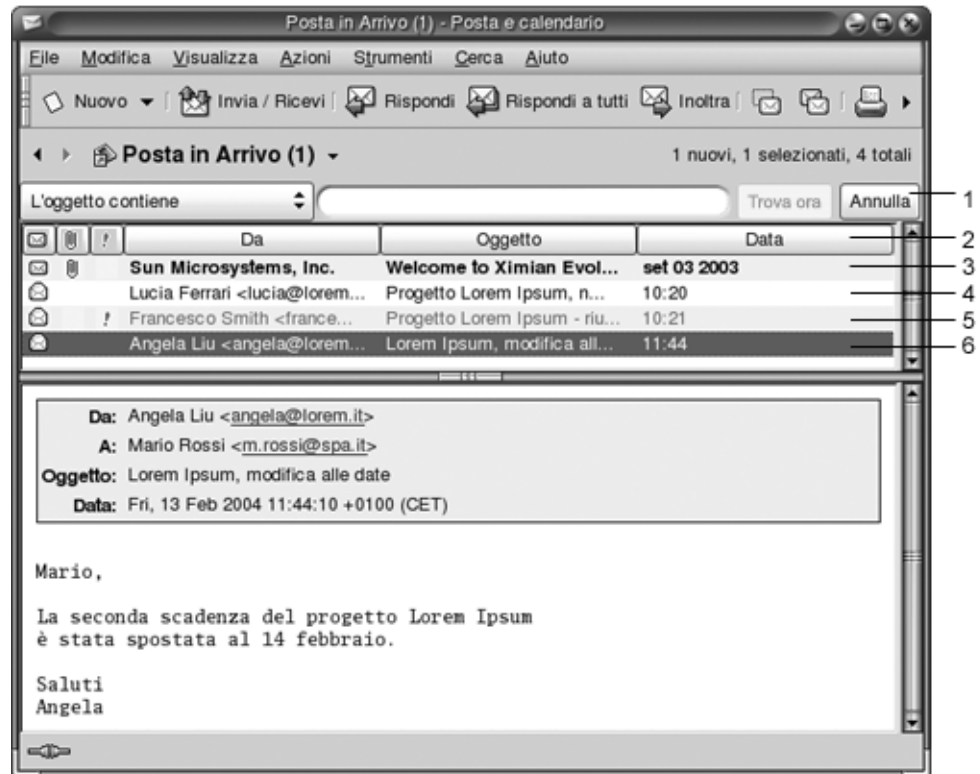 Posta in Arrivo (1) - Posta e calendario
File Modifica Visualizza Azioni Strumenti Cerca Aiuto
Nuovo Invia / Ricevi Rispondi Rispondi a tutti Inoltra
Posta in Arrivo (1) 1 nuovi, 1 selezionati, 4 totali
L'oggetto contiene Trova ora Annulla 1
! Da Oggetto Data 2
Sun Microsystems, Inc. Welcome to Ximian Evol... set 03 2003 3
Lucia Ferrari <lucia@lorem... Progetto Lorem Ipsum, n... 10:20 4
! Francesco Smith <france... Progetto Lorem Ipsum - riu... 10:21 5
Angela Liu <angela@lorem... Lorem Ipsum, modifica all... 11:44 6
Da: Angela Liu <angela@lorem.it>
A: Mario Rossi <m.rossi@spa.it>
Oggetto: Lorem Ipsum, modifica alle date
Data: Fri, 13 Feb 2004 11:44:10 +0100 (CET)
Mario,
La seconda scadenza del progetto Lorem Ipsum
è stata spostata al 14 febbraio.
Saluti
Angela